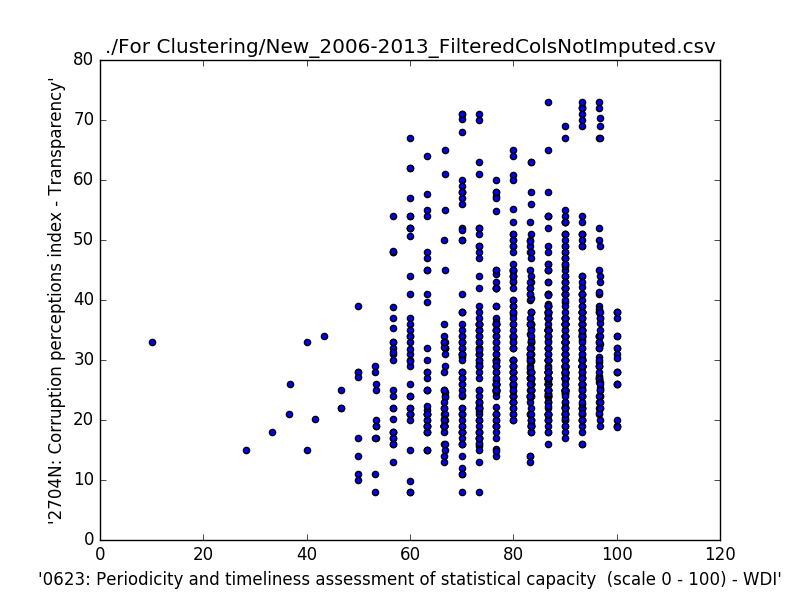 ./For Clustering/New_2006-2013_FilteredColsNotImputed.csv
80
70
60
50
40
30
20
10
0
'2704N: Corruption perceptions index - Transparency'
0 20 40 60 80 100 120
'0623: Periodicity and timeliness assessment of statistical capacity  (scale 0 - 100) - WDI'